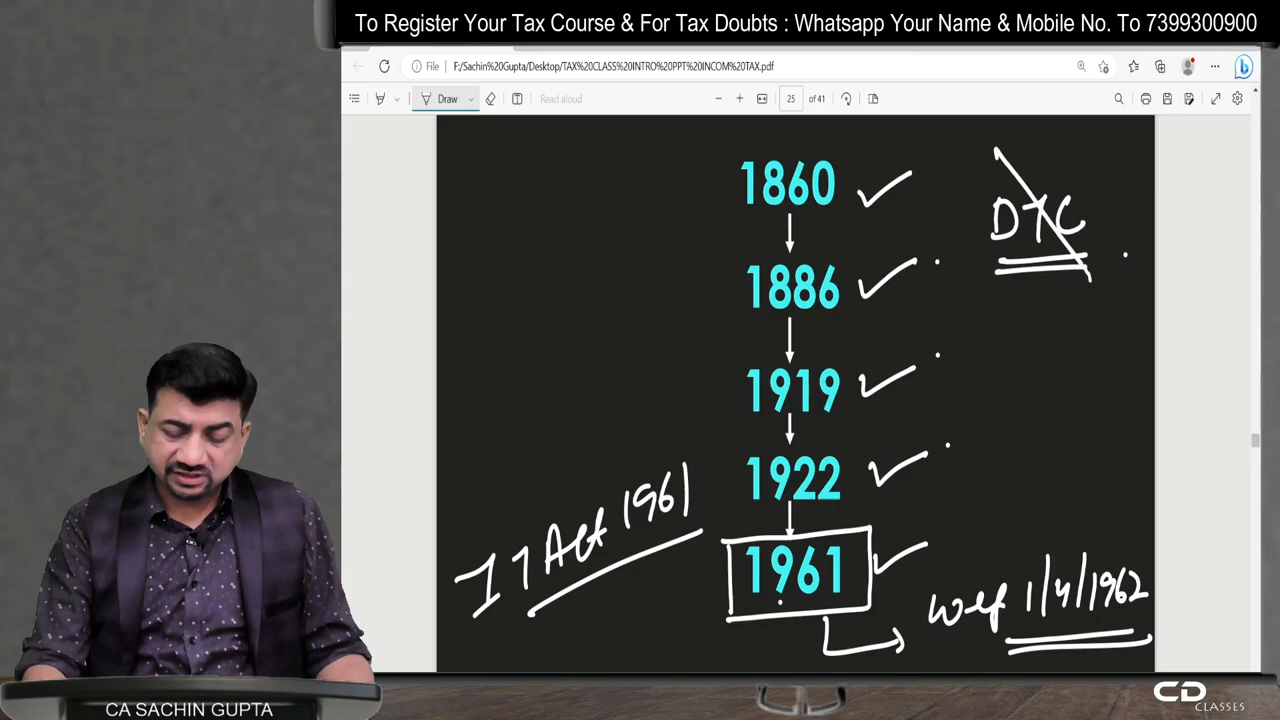 To Register Your Tax Course & For Tax Doubts : Whatsapp Your Name & Mobile No. To 7399300900
File F:/Sachin%20Gupta/Desktop/TAX%20CLASS%20INTRO%20PPT%20INCOM%20TAX.pdf
Draw Read aloud 25 of 41
1860
DTC
1886
1919
1922
IT Act 1961
1961
wef 1/4/1962
CA SACHIN GUPTA
CD CLASSES